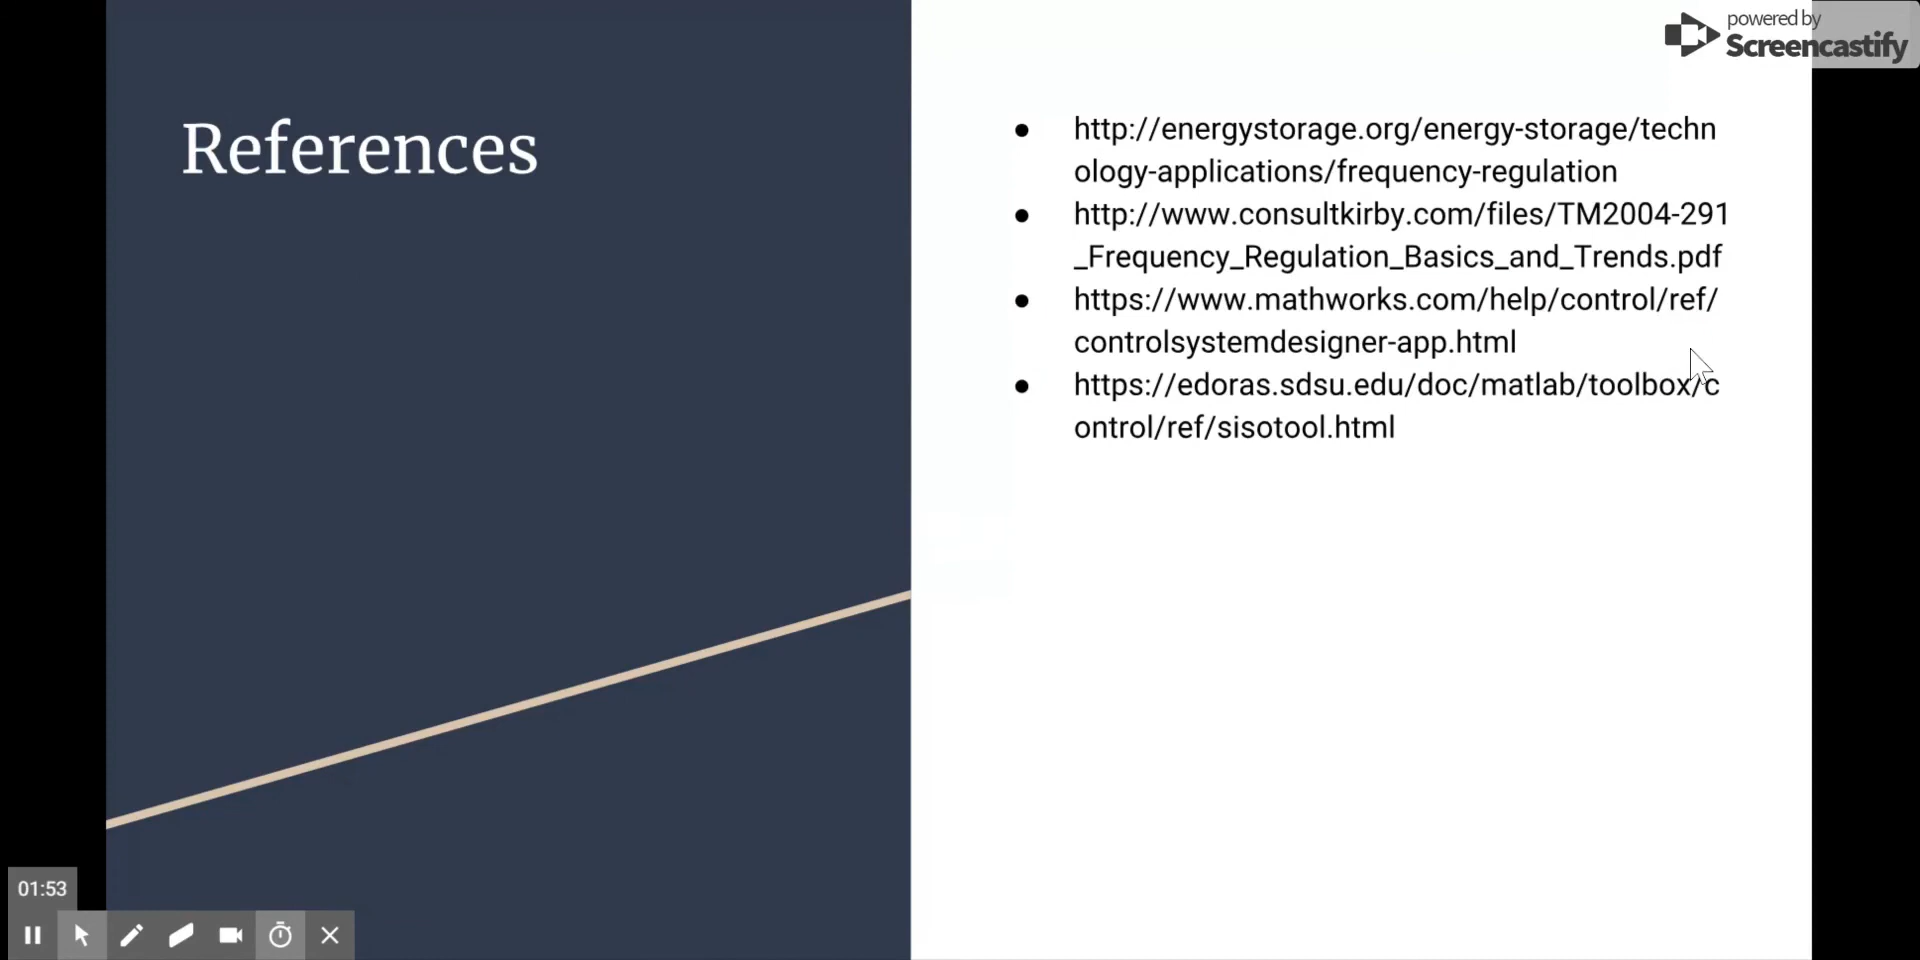 powered by
Screencastify
References
http://energystorage.org/energy-storage/techn
ology-applications/frequency-regulation
http://www.consultkirby.com/files/TM2004-291
_Frequency_Regulation_Basics_and_Trends.pdf
https://www.mathworks.com/help/control/ref/
controlsystemdesigner-app.html
https://edoras.sdsu.edu/doc/matlab/toolbox/c
ontrol/ref/sisotool.html
01:53